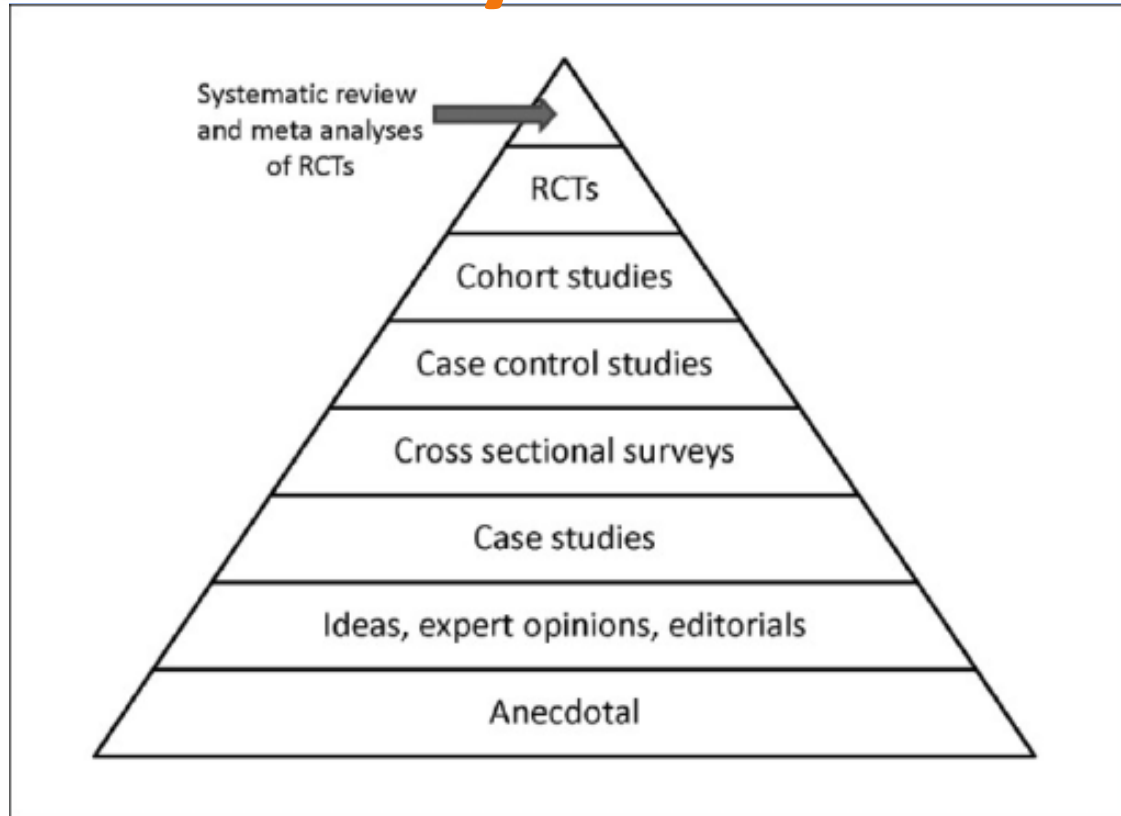 Systematic review
and meta analyses
of RCTs
RCTs
Cohort studies
Case control studies
Cross sectional surveys
Case studies
Ideas, expert opinions, editorials
Anecdotal